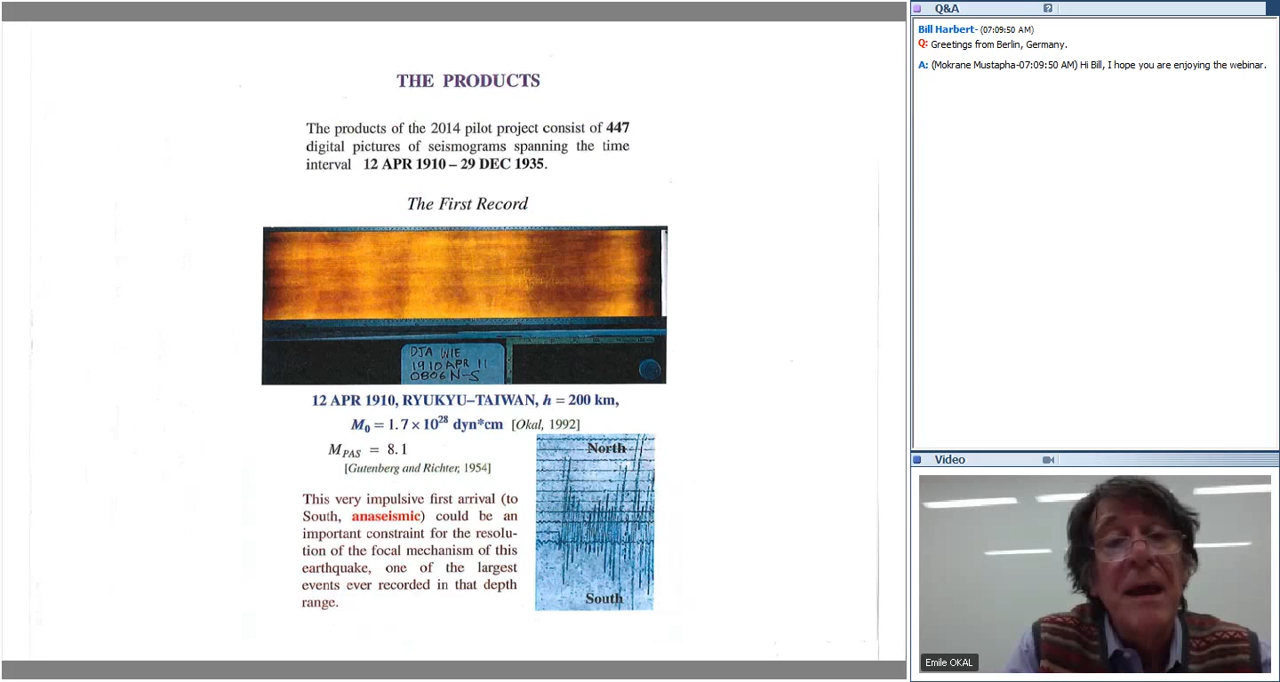 THE PRODUCTS
The products of the 2014 pilot project consist of 447
digital pictures of seismograms spanning the time
interval 12 APR 1910 – 29 DEC 1935.
The First Record
DJA WIE
1910 APR 11
0806 N-S
12 APR 1910, RYUKYU–TAIWAN, h = 200 km,
M₀ = 1.7 × 10²⁸ dyn*cm [Okal, 1992]
M_PAS = 8.1
[Gutenberg and Richter, 1954]
This very impulsive first arrival (to
South, anaseismic) could be an
important constraint for the resolu-
tion of the focal mechanism of this
earthquake, one of the largest
events ever recorded in that depth
range.
North
South
Q&A
Bill Harbert- (07:09:50 AM)
Q: Greetings from Berlin, Germany.
A: (Mokrane Mustapha-07:09:50 AM) Hi Bill, I hope you are enjoying the webinar.
Video
Emile OKAL